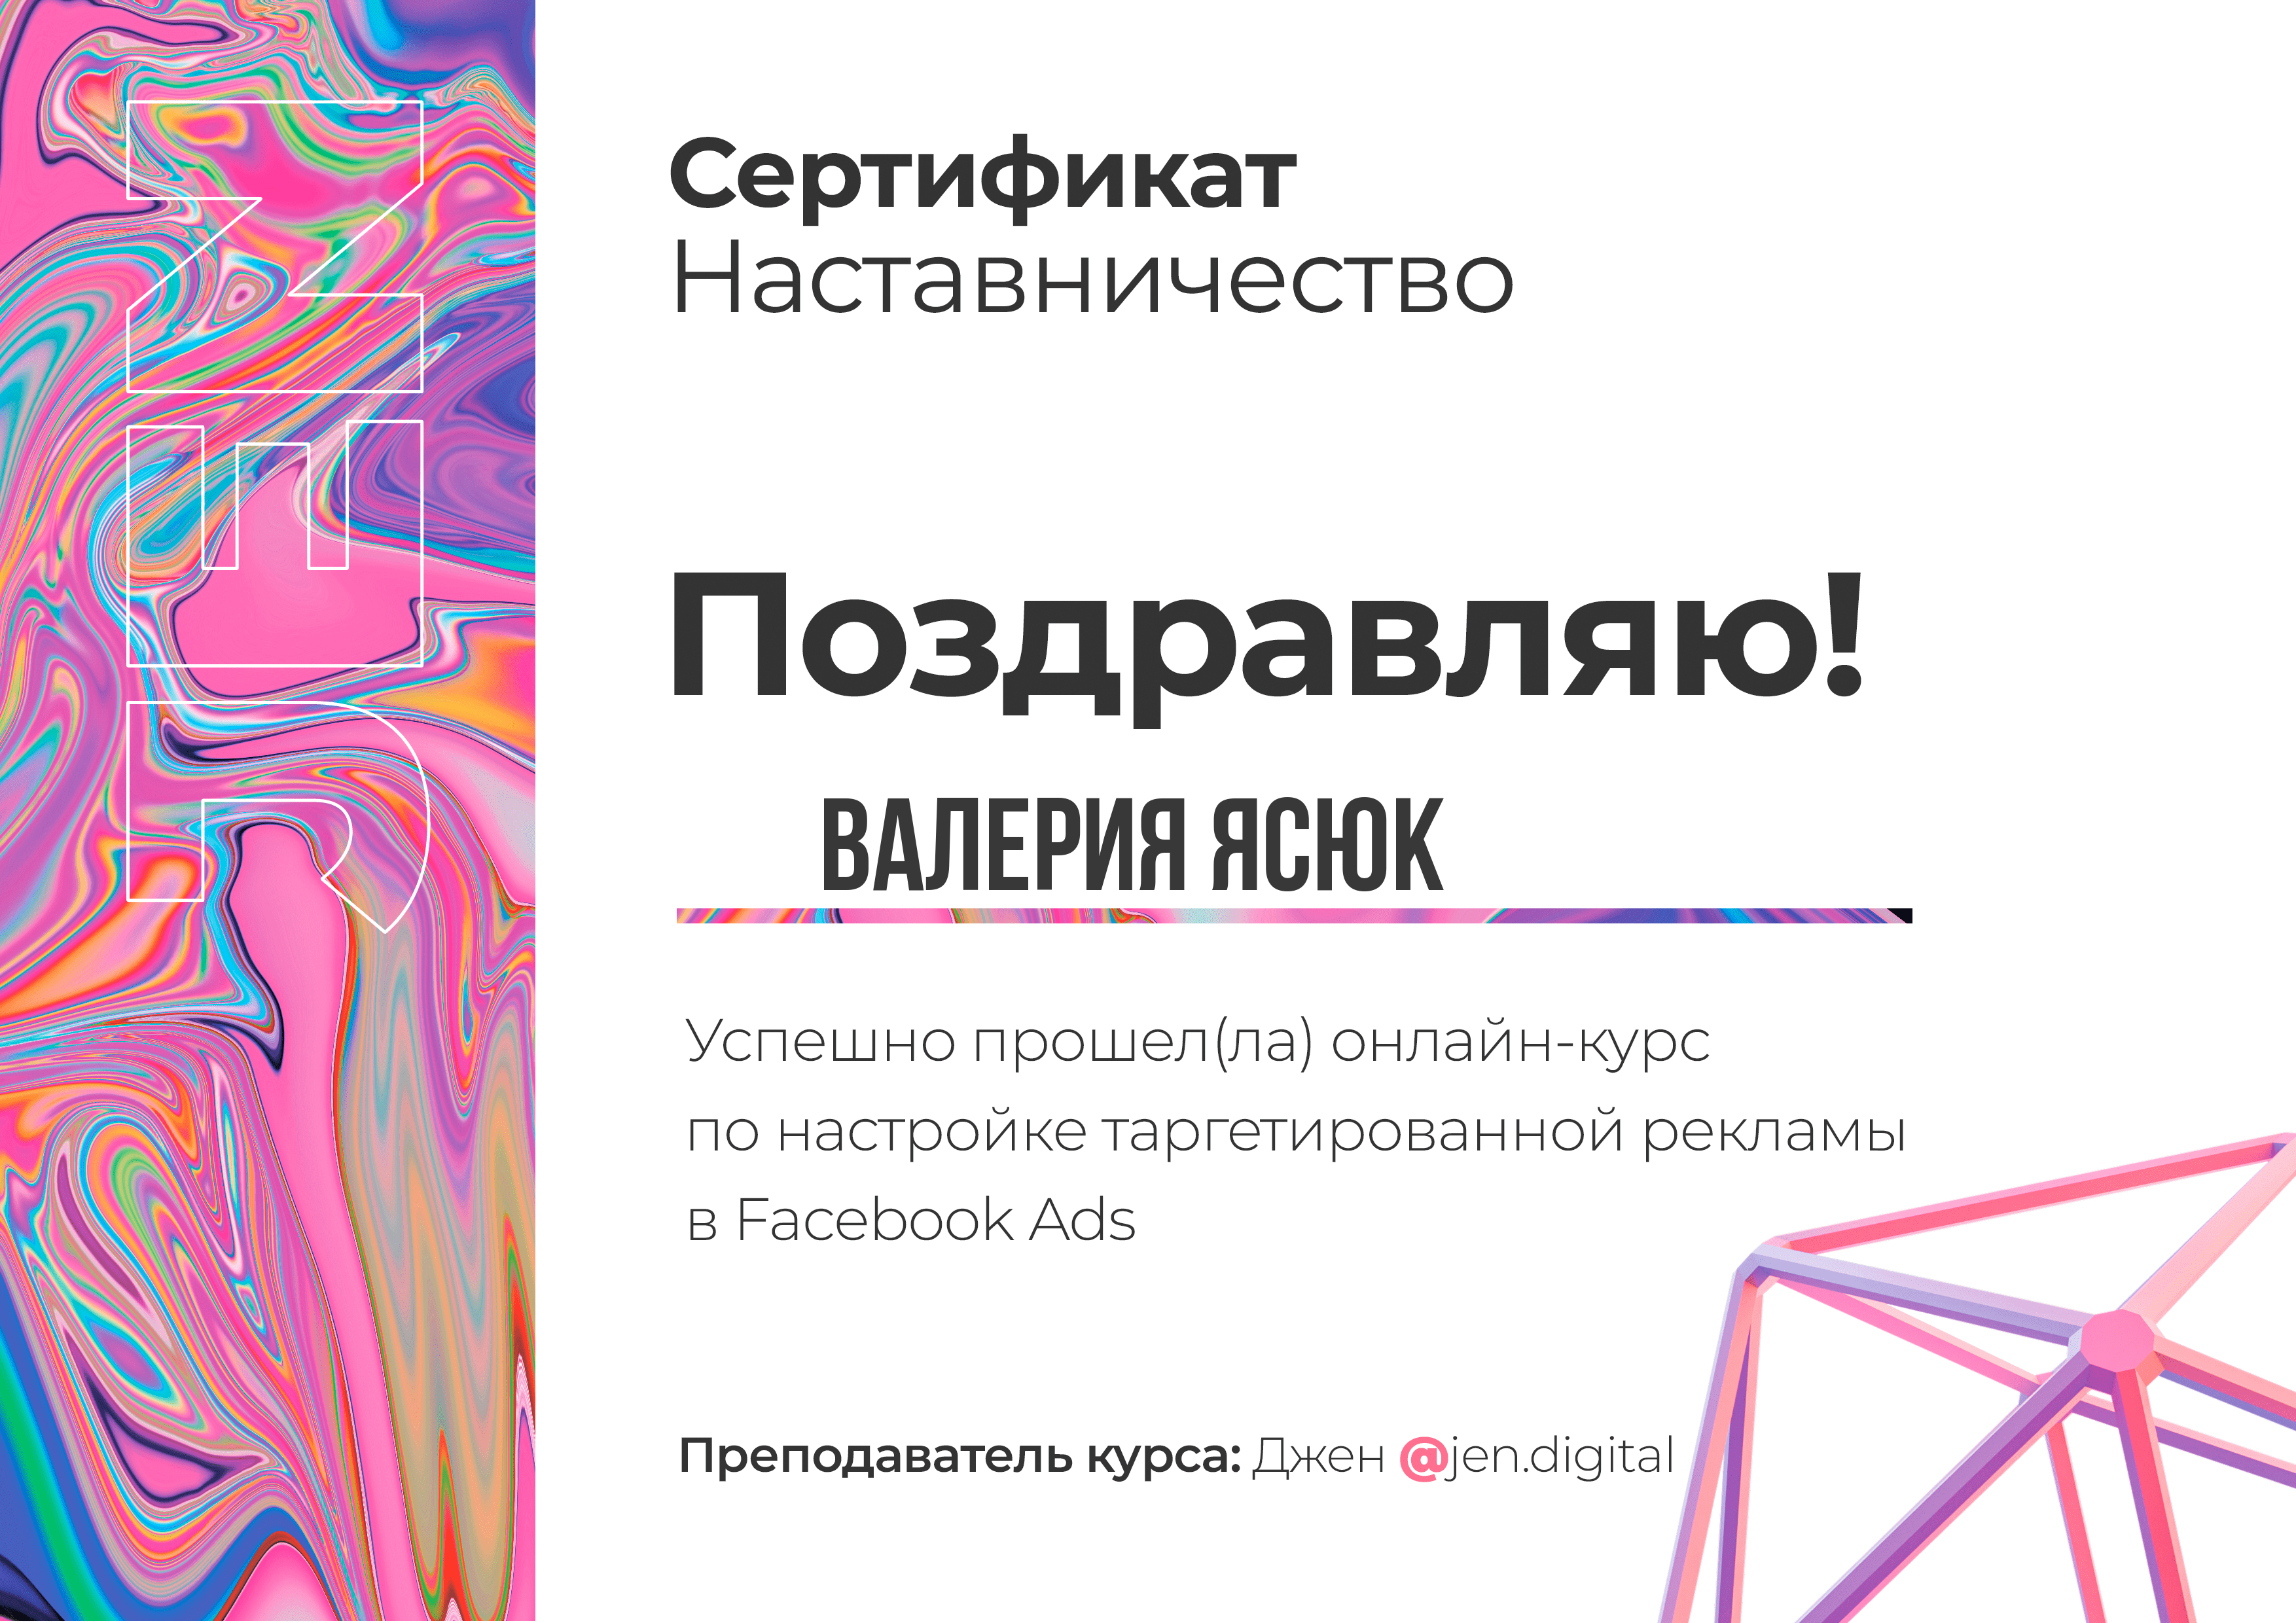 JEN
Сертификат
Наставничество
Поздравляю!
ВАЛЕРИЯ ЯСЮК
Успешно прошел(ла) онлайн-курс
по настройке таргетированной рекламы
в Facebook Ads
Преподаватель курса: Джен @jen.digital